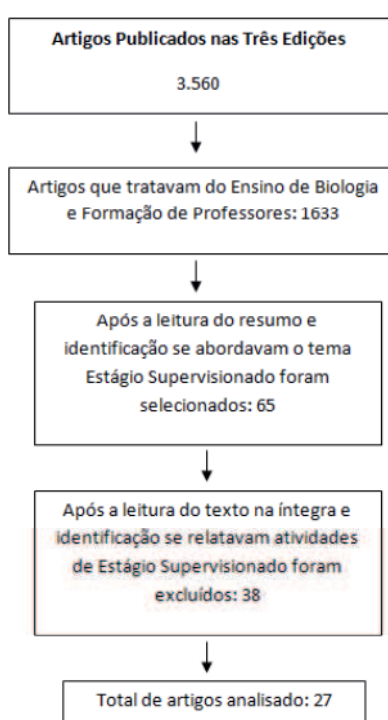 Artigos Publicados nas Três Edições
3.560
Artigos que tratavam do Ensino de Biologia
e Formação de Professores: 1633
Após a leitura do resumo e
identificação se abordavam o tema
Estágio Supervisionado foram
selecionados: 65
Após a leitura do texto na íntegra e
identificação se relatavam atividades
de Estágio Supervisionado foram
excluídos: 38
Total de artigos analisado: 27